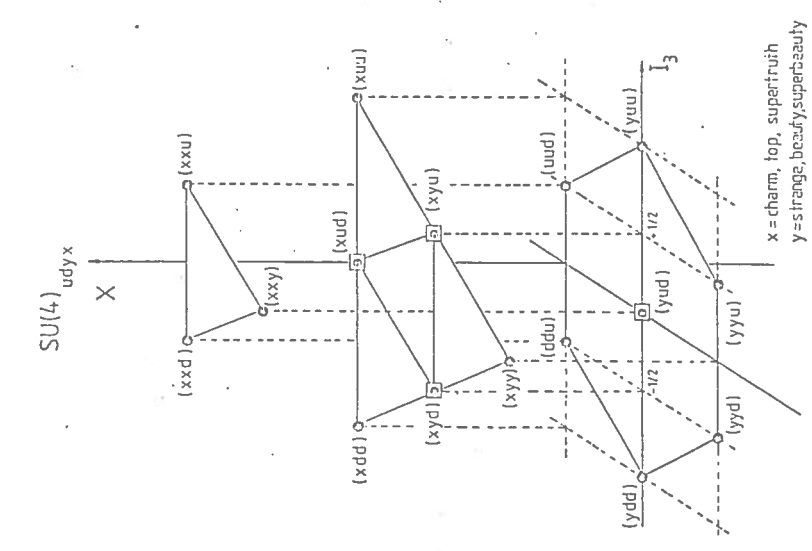 SU(4)udyx
X
(xxd)
(xxu)
(xxy)
(xdd)
(xud)
(xuu)
(xyd)
(xyu)
(xyy)
(ddu)
(uud)
(ydd)
-1/2
(yud)
+1/2
(yuu)
I3
(yyd)
(yyu)
x = charm, top, supertruth
y = strange, beauty, superbeauty